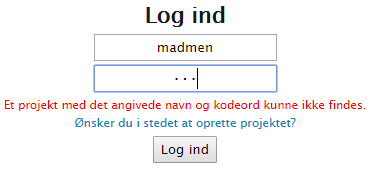 Log ind
madmen
···
Et projekt med det angivede navn og kodeord kunne ikke findes.
Ønsker du i stedet at oprette projektet?
Log ind